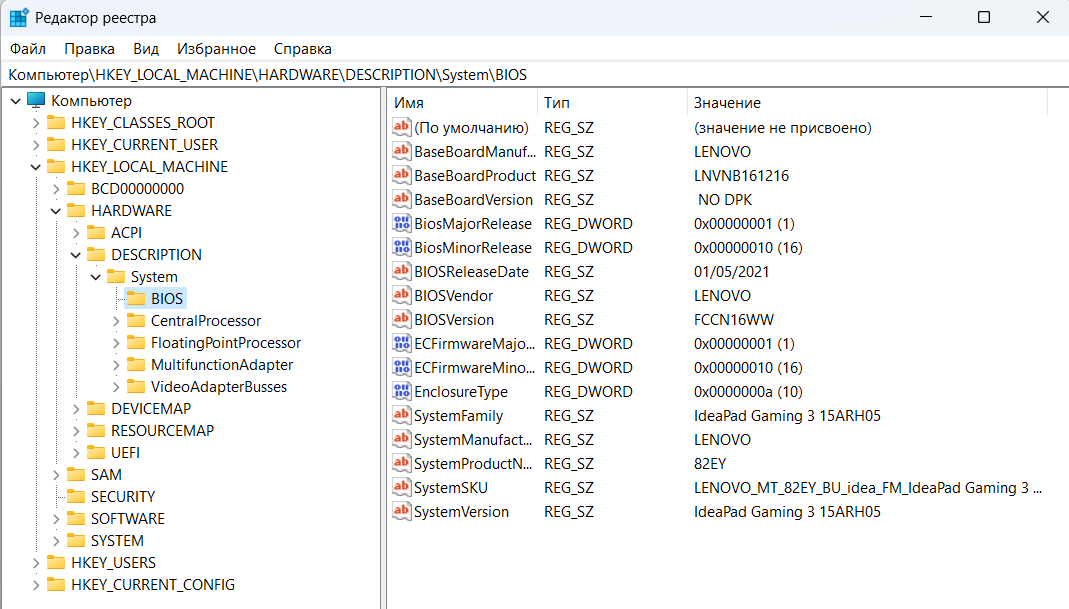 Редактор реестра
Файл Правка Вид Избранное Справка
Компьютер\HKEY_LOCAL_MACHINE\HARDWARE\DESCRIPTION\System\BIOS
Компьютер
HKEY_CLASSES_ROOT
HKEY_CURRENT_USER
HKEY_LOCAL_MACHINE
BCD00000000
HARDWARE
ACPI
DESCRIPTION
System
BIOS
CentralProcessor
FloatingPointProcessor
MultifunctionAdapter
VideoAdapterBusses
DEVICEMAP
RESOURCEMAP
UEFI
SAM
SECURITY
SOFTWARE
SYSTEM
HKEY_USERS
HKEY_CURRENT_CONFIG
Имя Тип Значение
(По умолчанию) REG_SZ (значение не присвоено)
BaseBoardManuf... REG_SZ LENOVO
BaseBoardProduct REG_SZ LNVNB161216
BaseBoardVersion REG_SZ NO DPK
BiosMajorRelease REG_DWORD 0x00000001 (1)
BiosMinorRelease REG_DWORD 0x00000010 (16)
BIOSReleaseDate REG_SZ 01/05/2021
BIOSVendor REG_SZ LENOVO
BIOSVersion REG_SZ FCCN16WW
ECFirmwareMajo... REG_DWORD 0x00000001 (1)
ECFirmwareMino... REG_DWORD 0x00000010 (16)
EnclosureType REG_DWORD 0x0000000a (10)
SystemFamily REG_SZ IdeaPad Gaming 3 15ARH05
SystemManufact... REG_SZ LENOVO
SystemProductN... REG_SZ 82EY
SystemSKU REG_SZ LENOVO_MT_82EY_BU_idea_FM_IdeaPad Gaming 3 ...
SystemVersion REG_SZ IdeaPad Gaming 3 15ARH05